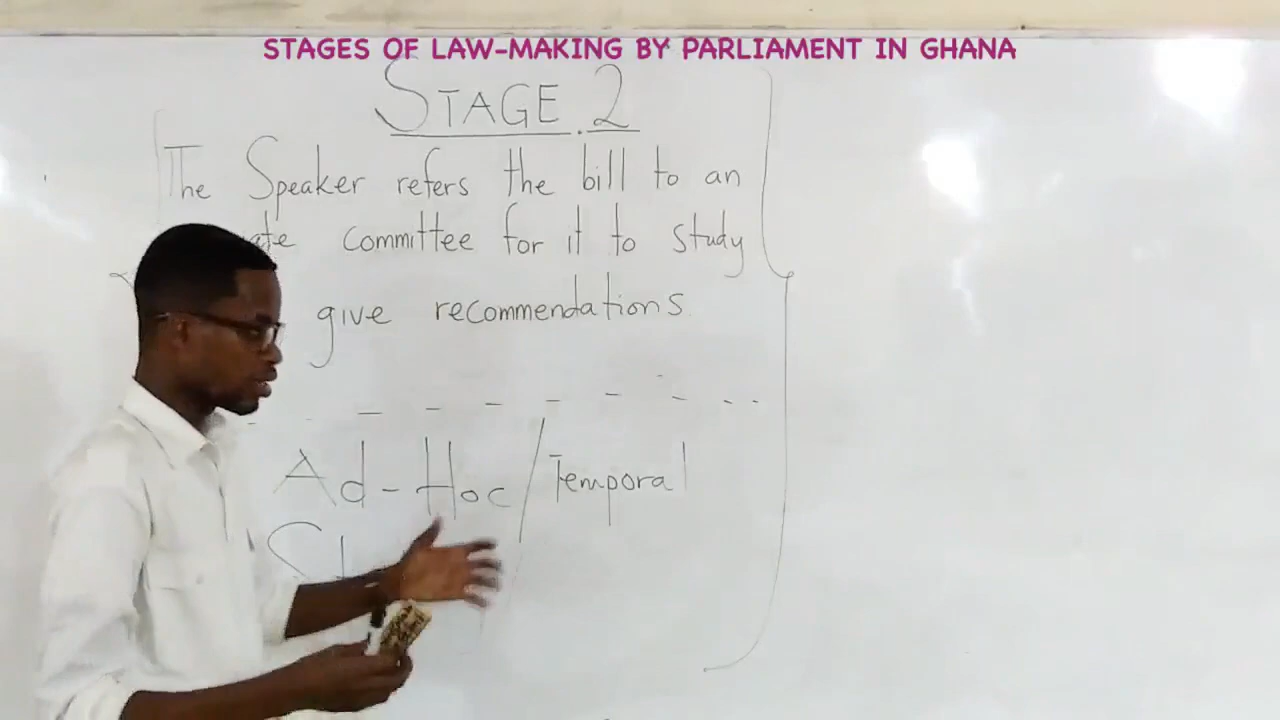 STAGES OF LAW-MAKING BY PARLIAMENT IN GHANA
STAGE 2
The Speaker refers the bill to an
committee for it to study
give recommendations
Ad-Hoc/Temporal